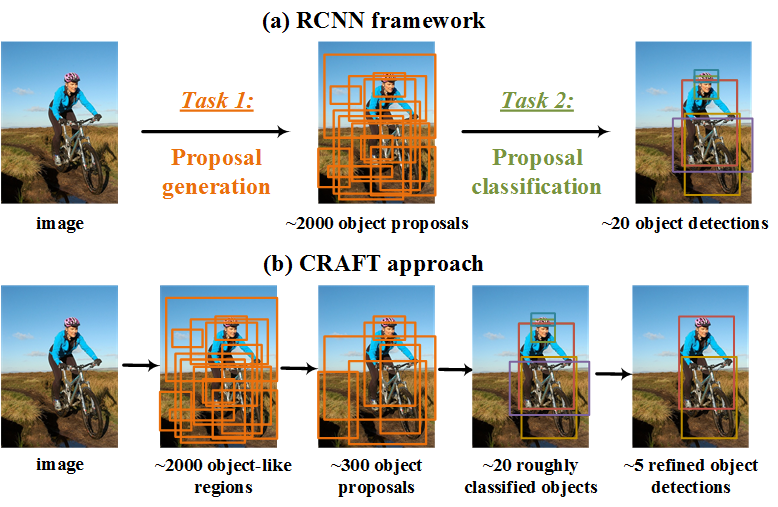 (a) RCNN framework
Task 1:
Proposal
generation
Task 2:
Proposal
classification
image
~2000 object proposals
~20 object detections
(b) CRAFT approach
image
~2000 object-like
regions
~300 object
proposals
~20 roughly
classified objects
~5 refined object
detections